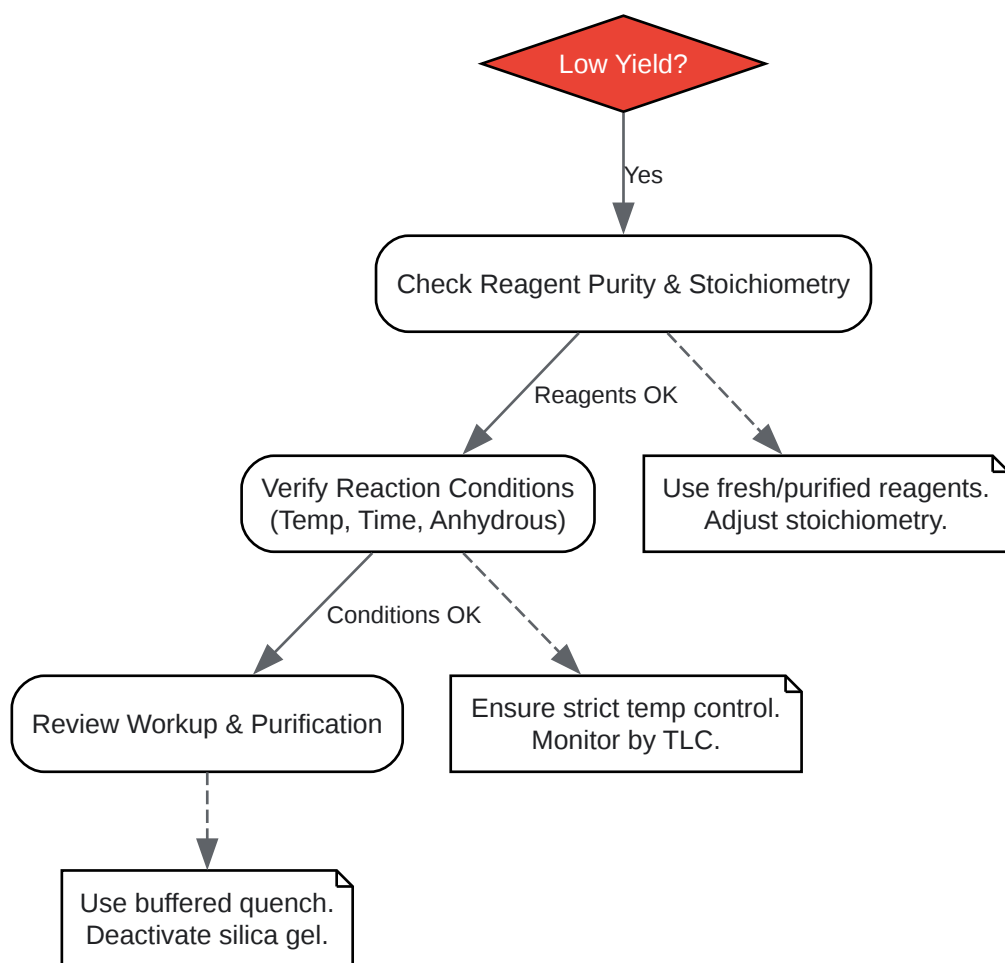 Low Yield?
Yes
Check Reagent Purity & Stoichiometry
Reagents OK
Verify Reaction Conditions
(Temp, Time, Anhydrous)
Use fresh/purified reagents.
Adjust stoichiometry.
Conditions OK
Review Workup & Purification
Ensure strict temp control.
Monitor by TLC.
Use buffered quench.
Deactivate silica gel.